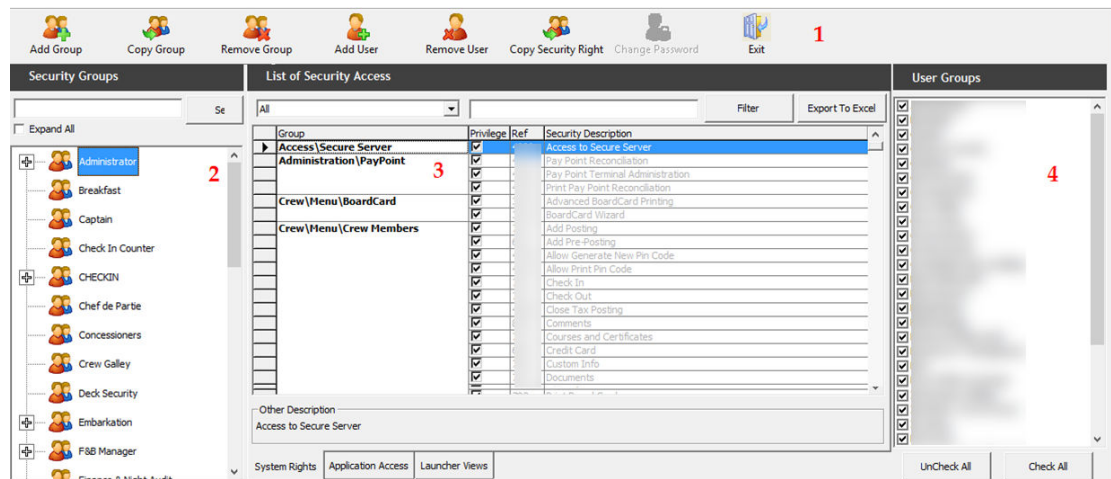 Add Group Copy Group Remove Group Add User Remove User Copy Security Right Change Password Exit 1
Security Groups
Se
Expand All
Administrator
2
Breakfast
Captain
Check In Counter
CHECKIN
Chef de Partie
Concessioners
Crew Galley
Deck Security
Embarkation
F&B Manager
Finance & Night Audit
List of Security Access
All Filter Export To Excel
Group Privilege Ref Security Description
Access\Secure Server Access to Secure Server
Administration\PayPoint Pay Point Reconciliation
3
Pay Point Terminal Administration
Print Pay Point Reconciliation
Crew\Menu\BoardCard Advanced BoardCard Printing
BoardCard Wizard
Crew\Menu\Crew Members Add Posting
Add Pre-Posting
Allow Generate New Pin Code
Allow Print Pin Code
Check In
Check Out
Close Tax Posting
Comments
Courses and Certificates
Credit Card
Custom Info
Documents
Other Description
Access to Secure Server
System Rights Application Access Launcher Views
User Groups
4
UnCheck All Check All